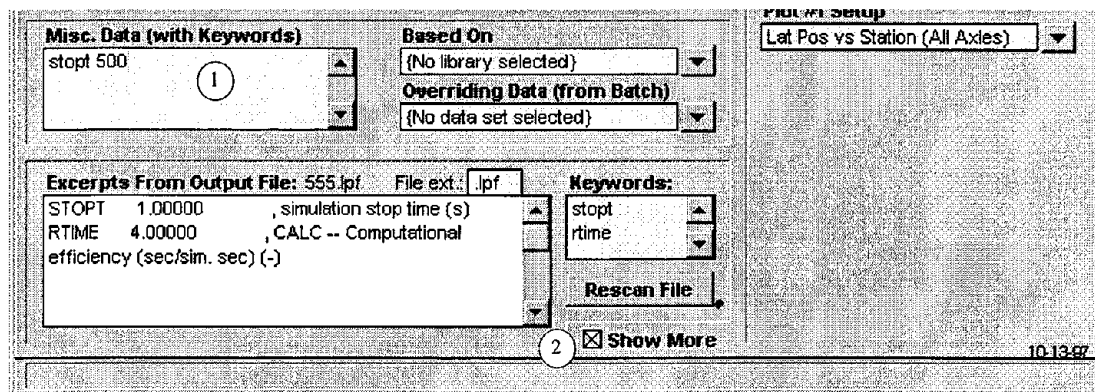 Plot #1 Setup
Misc. Data (with Keywords)
Based On
Lat Pos vs Station (All Axles)
stopt 500
1
{No library selected}
Overriding Data (from Batch)
{No data set selected}
Excerpts From Output File: 555.lpf
File ext.: .lpf
Keywords:
STOPT 1.00000 , simulation stop time (s)
RTIME 4.00000 , CALC -- Computational
efficiency (sec/sim. sec) (-)
stopt
rtime
Rescan File
2
Show More
10-13-97